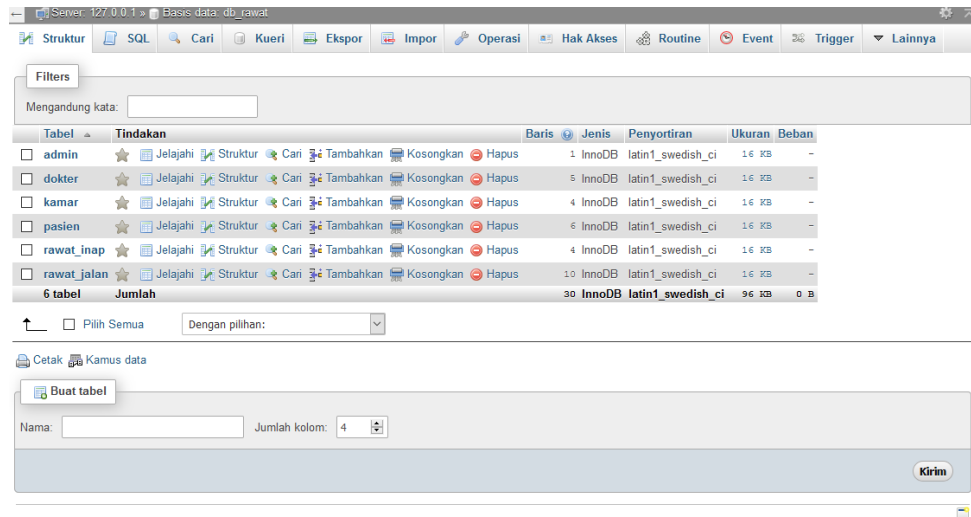 Server: 127.0.0.1 » Basis data: db_rawat
Struktur SQL Cari Kueri Ekspor Impor Operasi Hak Akses Routine Event Trigger Lainnya
Filters
Mengandung kata:
Tabel Tindakan Baris Jenis Penyortiran Ukuran Beban
admin Jelajahi Struktur Cari Tambahkan Kosongkan Hapus 1 InnoDB latin1_swedish_ci 16 KB -
dokter Jelajahi Struktur Cari Tambahkan Kosongkan Hapus 5 InnoDB latin1_swedish_ci 16 KB -
kamar Jelajahi Struktur Cari Tambahkan Kosongkan Hapus 4 InnoDB latin1_swedish_ci 16 KB -
pasien Jelajahi Struktur Cari Tambahkan Kosongkan Hapus 6 InnoDB latin1_swedish_ci 16 KB -
rawat_inap Jelajahi Struktur Cari Tambahkan Kosongkan Hapus 4 InnoDB latin1_swedish_ci 16 KB -
rawat_jalan Jelajahi Struktur Cari Tambahkan Kosongkan Hapus 10 InnoDB latin1_swedish_ci 16 KB -
6 tabel Jumlah 30 InnoDB latin1_swedish_ci 96 KB 0 B
Pilih Semua Dengan pilihan:
Cetak Kamus data
Buat tabel
Nama: Jumlah kolom: 4
Kirim